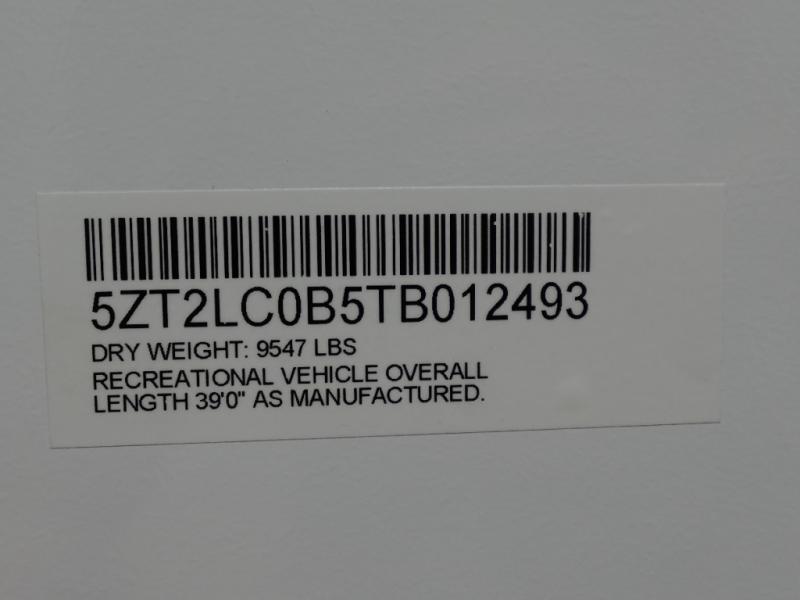 5ZT2LC0B5TB012493
DRY WEIGHT: 9547 LBS
RECREATIONAL VEHICLE OVERALL
LENGTH 39'0" AS MANUFACTURED.